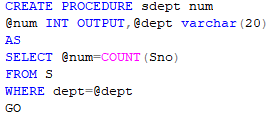 CREATE PROCEDURE sdept num
@num INT OUTPUT,@dept varchar(20)
AS
SELECT @num=COUNT(Sno)
FROM S
WHERE dept=@dept
GO